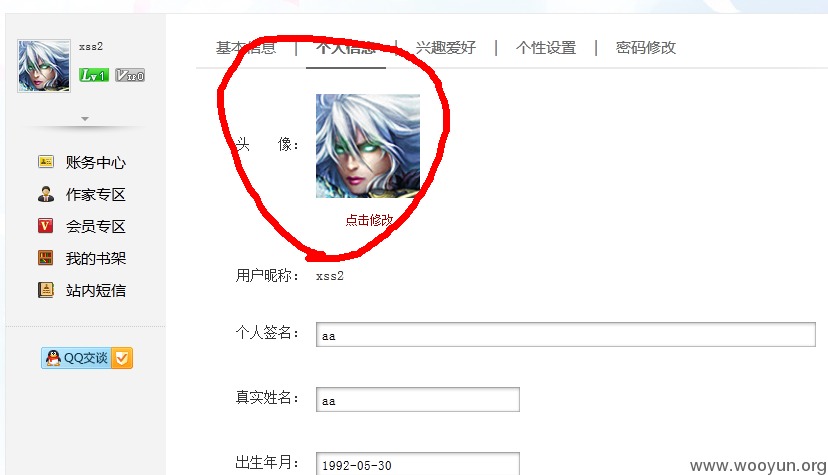 xss2
Lv1 VIP0
账务中心
作家专区
会员专区
我的书架
站内短信
QQ交谈
基本信息 | 个人信息 | 兴趣爱好 | 个性设置 | 密码修改
头 像：
点击修改
用户昵称： xss2
个人签名： aa
真实姓名： aa
出生年月： 1992-05-30
www.wooyun.org